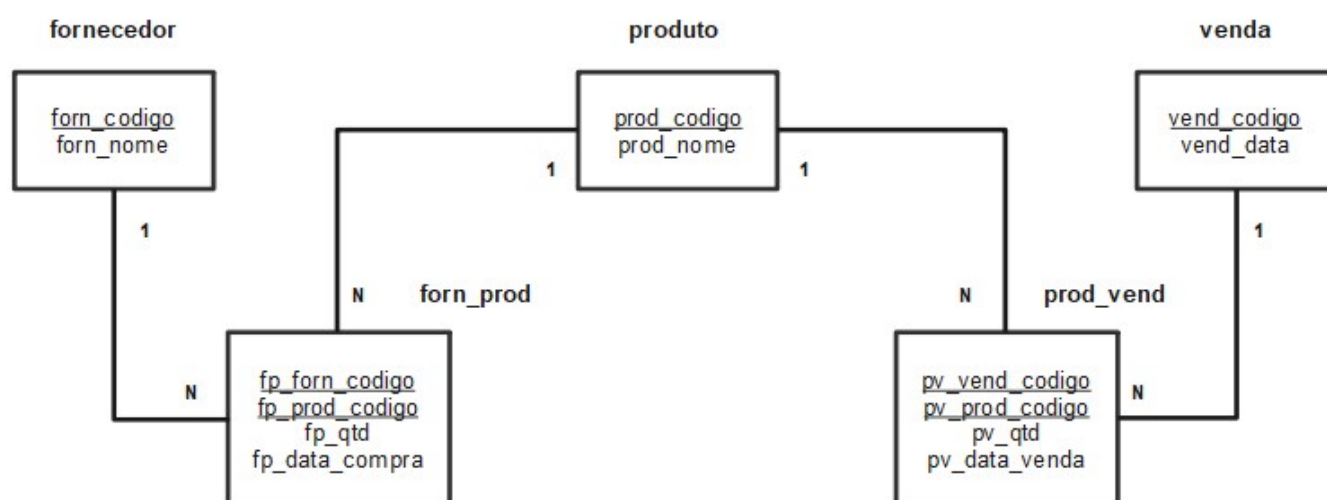 fornecedor
produto
venda
forn_codigo
forn_nome
prod_codigo
prod_nome
vend_codigo
vend_data
1
1
1
1
N
forn_prod
N
prod_vend
N
fp_forn_codigo
fp_prod_codigo
fp_qtd
fp_data_compra
pv_vend_codigo
pv_prod_codigo
pv_qtd
pv_data_venda
N